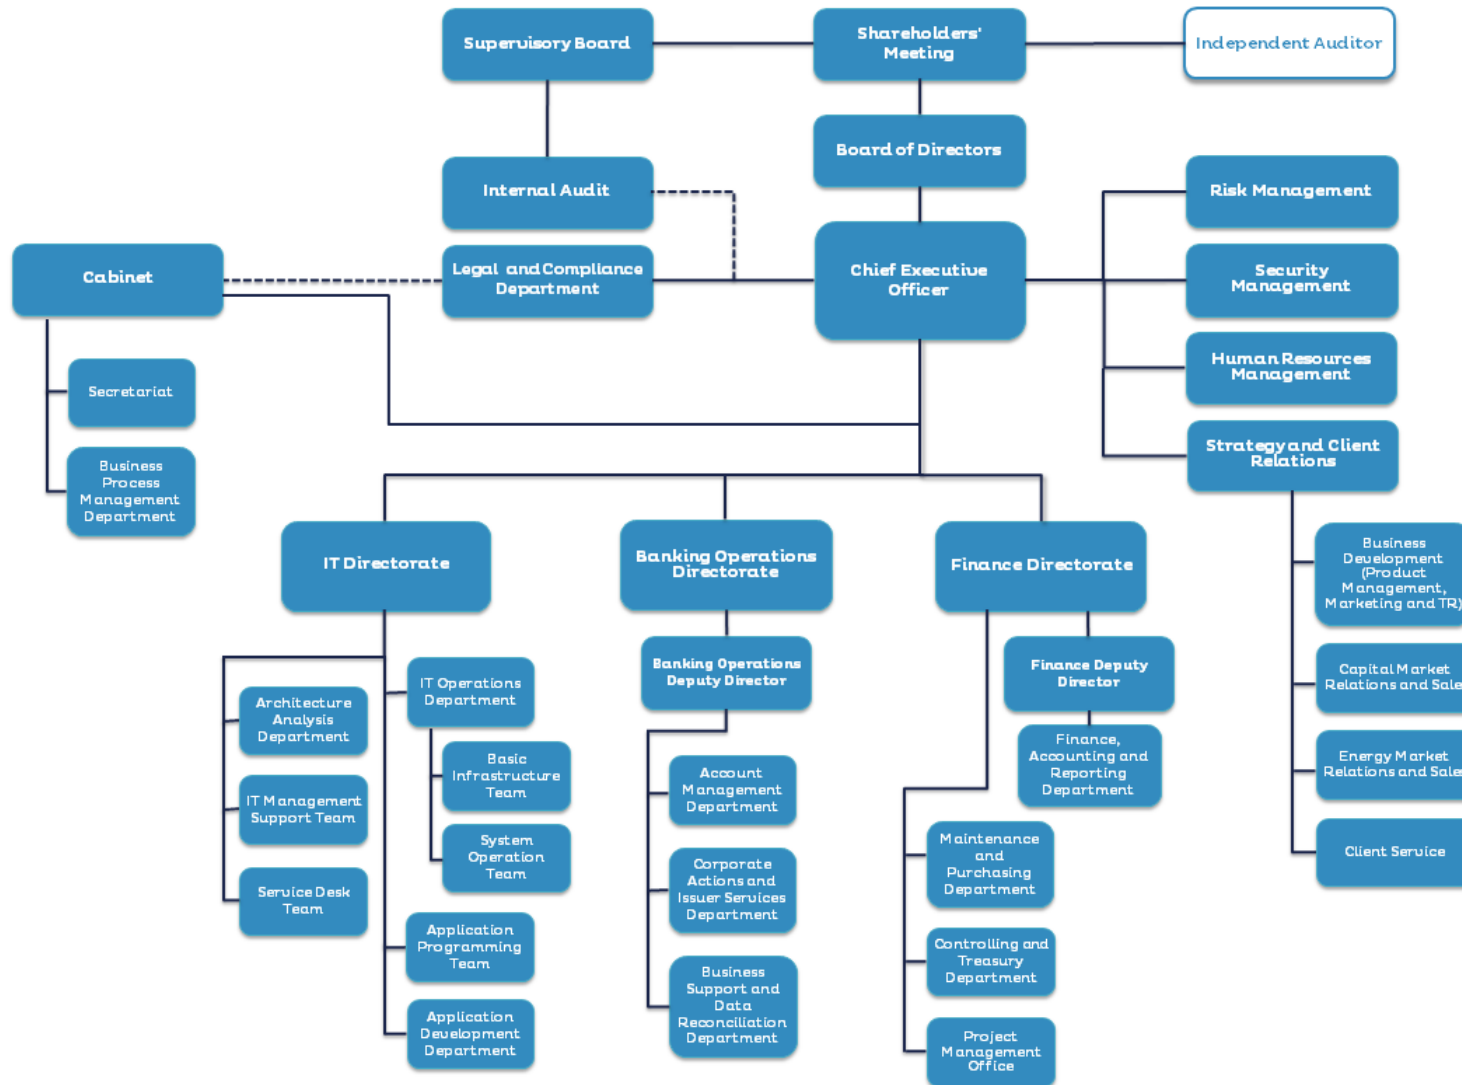 Supervisory Board
Shareholders'
Meeting
Independent Auditor
Board of Directors
Internal Audit
Risk Management
Cabinet
Legal and Compliance
Department
Chief Executive
Officer
Security
Management
Human Resources
Management
Secretariat
Strategy and Client
Relations
Business
Process
Management
Department
IT Directorate
Banking Operations
Directorate
Finance Directorate
Business
Development
(Product
Management,
Marketing and TR)
Banking Operations
Deputy Director
Finance Deputy
Director
IT Operations
Department
Architecture
Analysis
Department
Capital Market
Relations and Sale
Basic
Infrastructure
Team
Account
Management
Department
Finance,
Accounting and
Reporting
Department
Energy Market
Relations and Sale
IT Management
Support Team
System
Operation
Team
Maintenance
and
Purchasing
Department
Client Service
Service Desk
Team
Corporate
Actions and
Issuer Services
Department
Application
Programming
Team
Controlling and
Treasury
Department
Business
Support and
Data
Reconciliation
Department
Application
Development
Department
Project
Management
Office